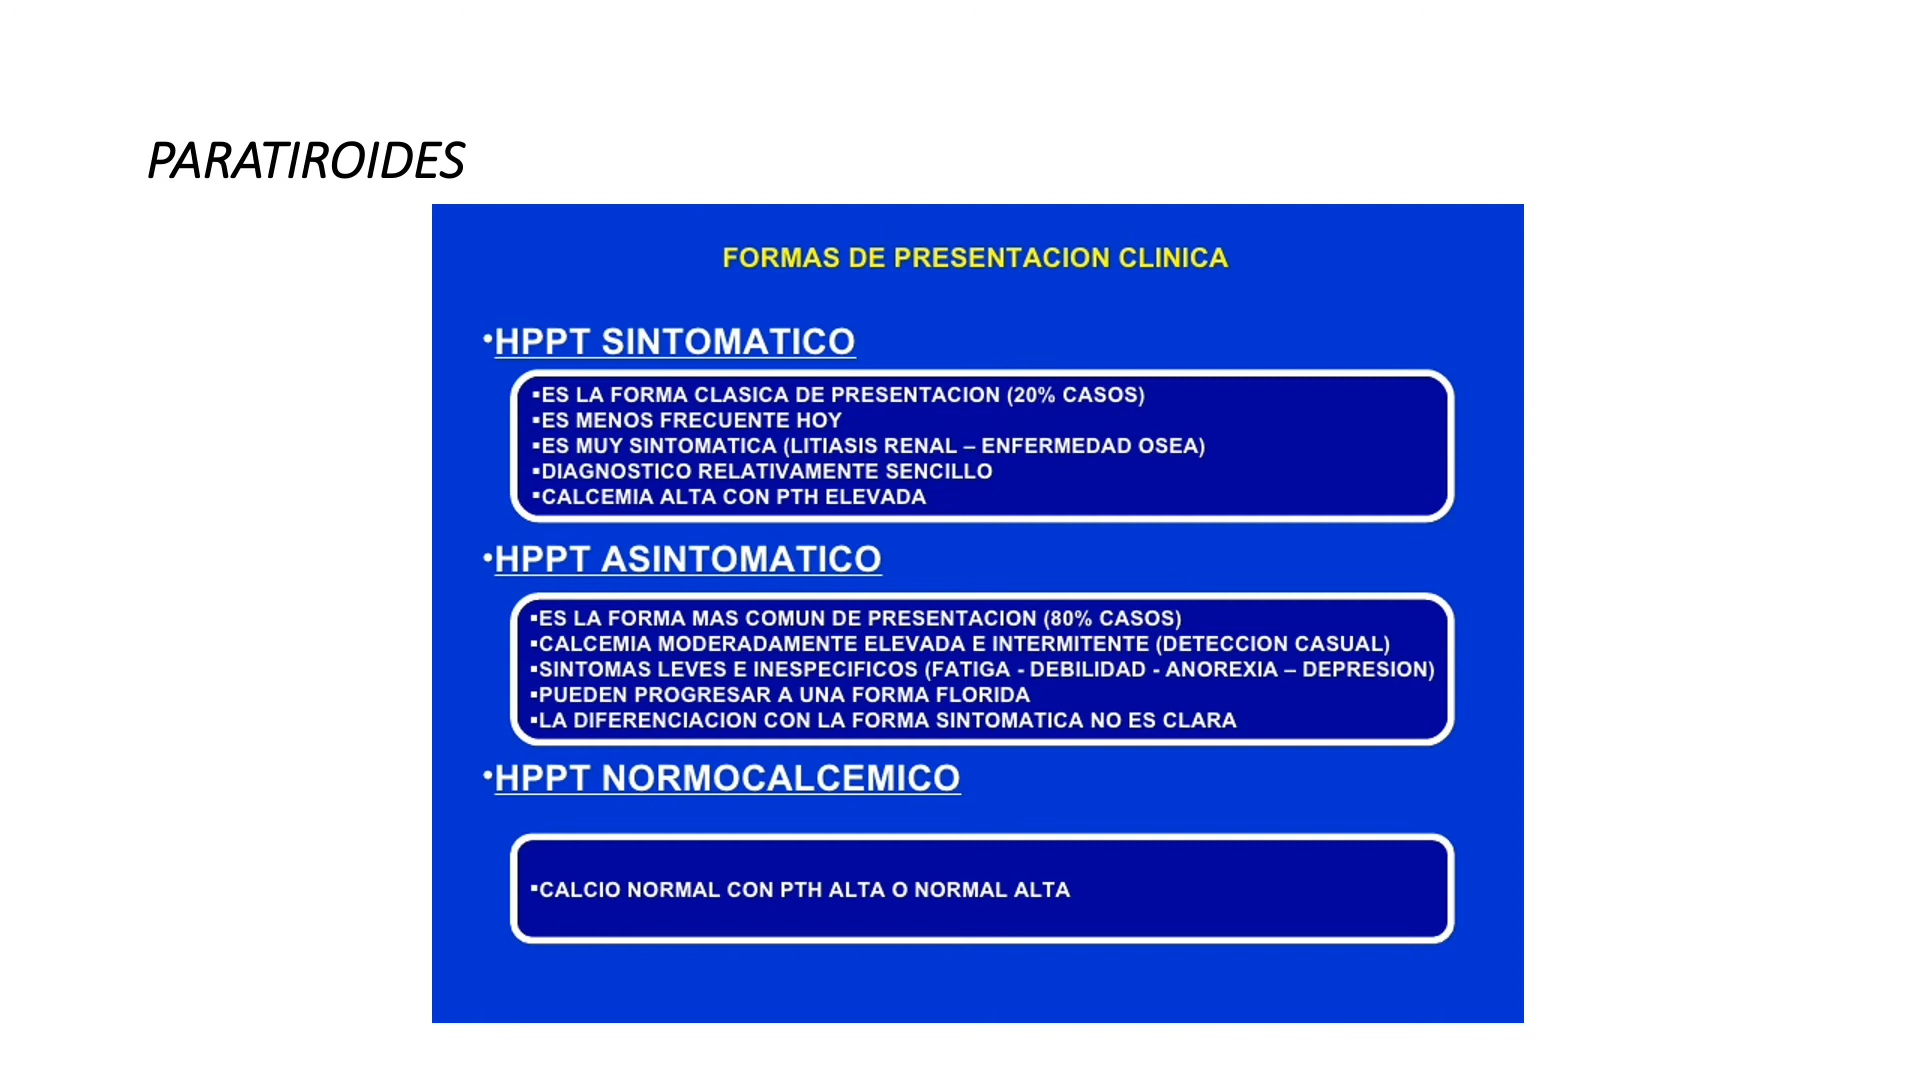 PARATIROIDES
FORMAS DE PRESENTACION CLINICA
•HPPT SINTOMATICO
▪ES LA FORMA CLASICA DE PRESENTACION (20% CASOS)
▪ES MENOS FRECUENTE HOY
▪ES MUY SINTOMATICA (LITIASIS RENAL – ENFERMEDAD OSEA)
▪DIAGNOSTICO RELATIVAMENTE SENCILLO
▪CALCEMIA ALTA CON PTH ELEVADA
•HPPT ASINTOMATICO
▪ES LA FORMA MAS COMUN DE PRESENTACION (80% CASOS)
▪CALCEMIA MODERADAMENTE ELEVADA E INTERMITENTE (DETECCION CASUAL)
▪SINTOMAS LEVES E INESPECIFICOS (FATIGA - DEBILIDAD - ANOREXIA – DEPRESION)
▪PUEDEN PROGRESAR A UNA FORMA FLORIDA
▪LA DIFERENCIACION CON LA FORMA SINTOMATICA NO ES CLARA
•HPPT NORMOCALCEMICO
▪CALCIO NORMAL CON PTH ALTA O NORMAL ALTA